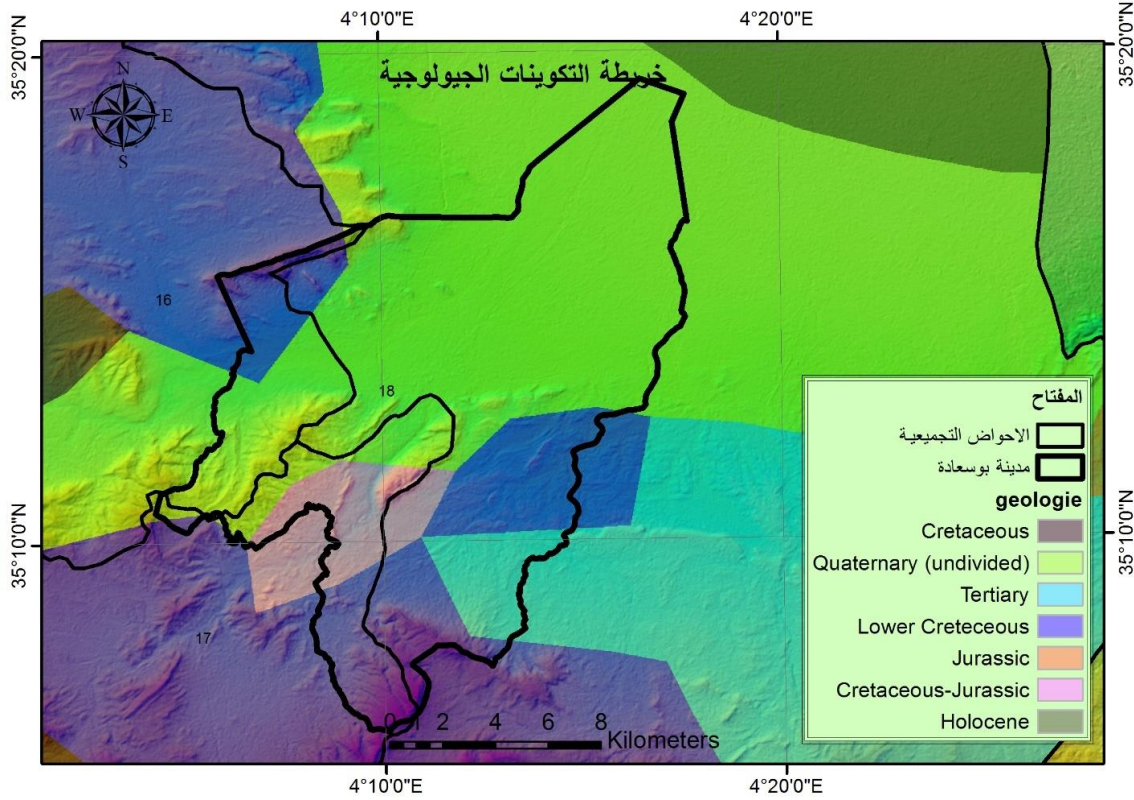 4°10'0"E
4°20'0"E
35°20'0"N
35°20'0"N
خريطة التكوينات الجيولوجية
N
W
E
S
16
18
17
المفتاح
الاحواض التجميعية
مدينة بوسعادة
geologie
Cretaceous
Quaternary (undivided)
Tertiary
Lower Creteceous
Jurassic
Cretaceous-Jurassic
Holocene
35°10'0"N
35°10'0"N
0 1 2 4 6 8
Kilometers
4°10'0"E
4°20'0"E